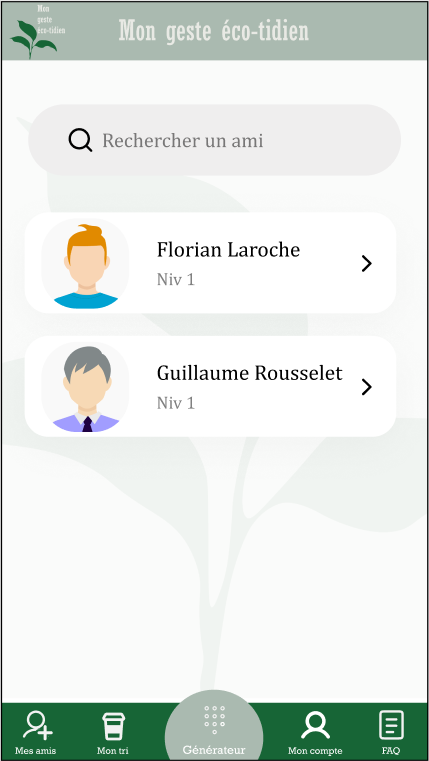 Mon
geste
éco-tidien
Mon geste éco-tidien
Rechercher un ami
Florian Laroche
Niv 1
Guillaume Rousselet
Niv 1
Mes amis
Mon tri
Générateur
Mon compte
FAQ